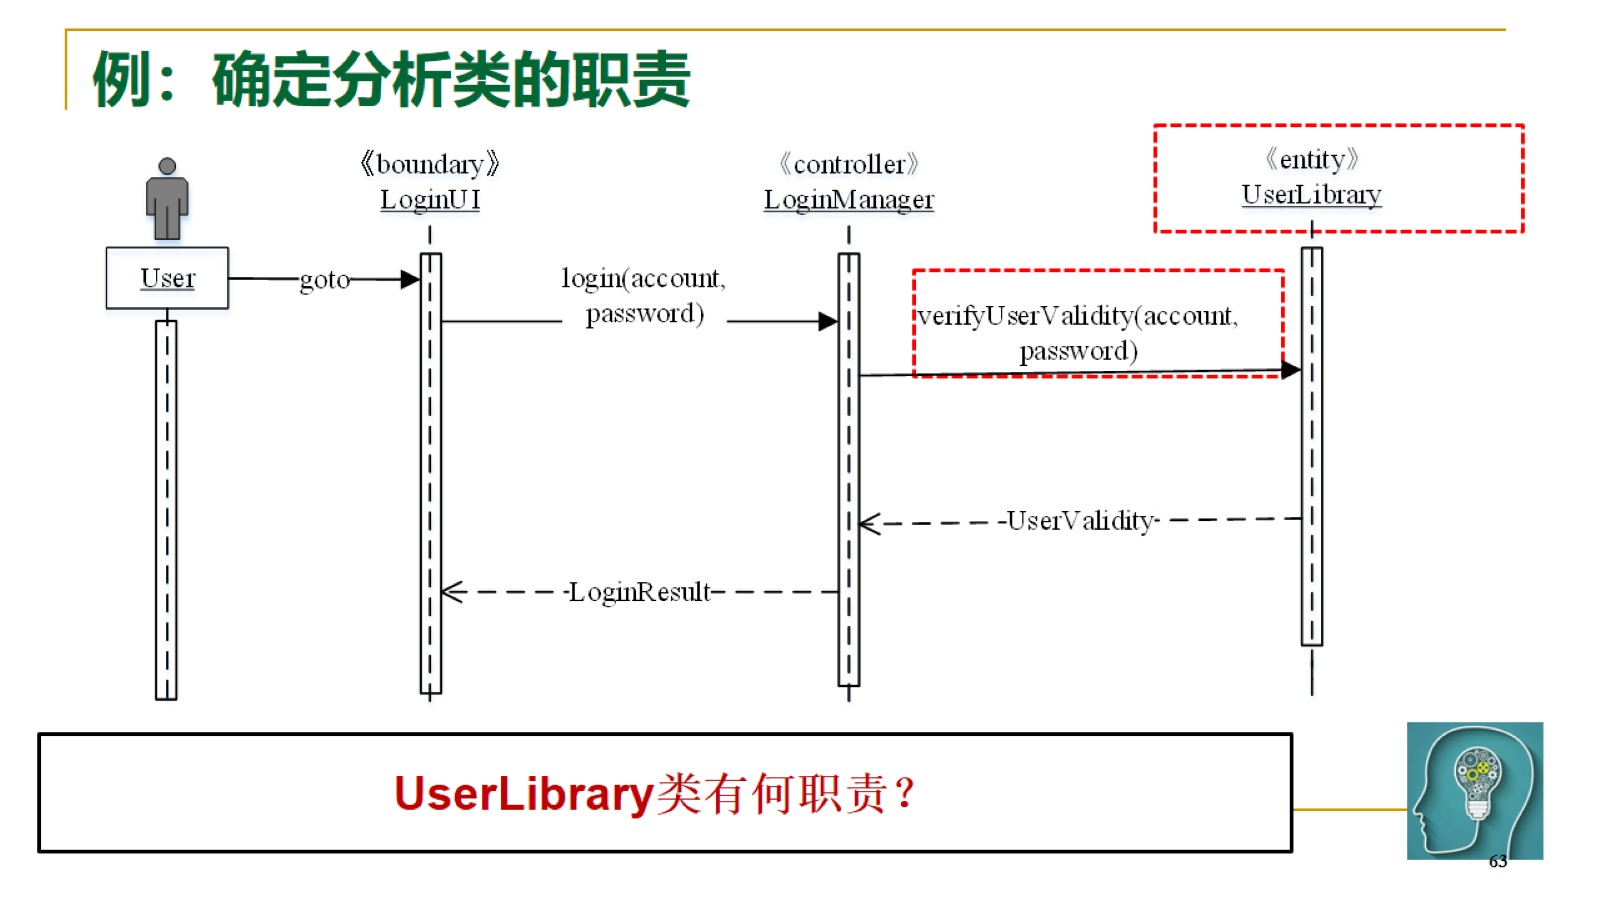 例：确定分析类的职责
《boundary》
LoginUI
《controller》
LoginManager
《entity》
UserLibrary
User
goto
login(account,
password)
verifyUserValidity(account,
password)
UserValidity
LoginResult
UserLibrary类有何职责？
63